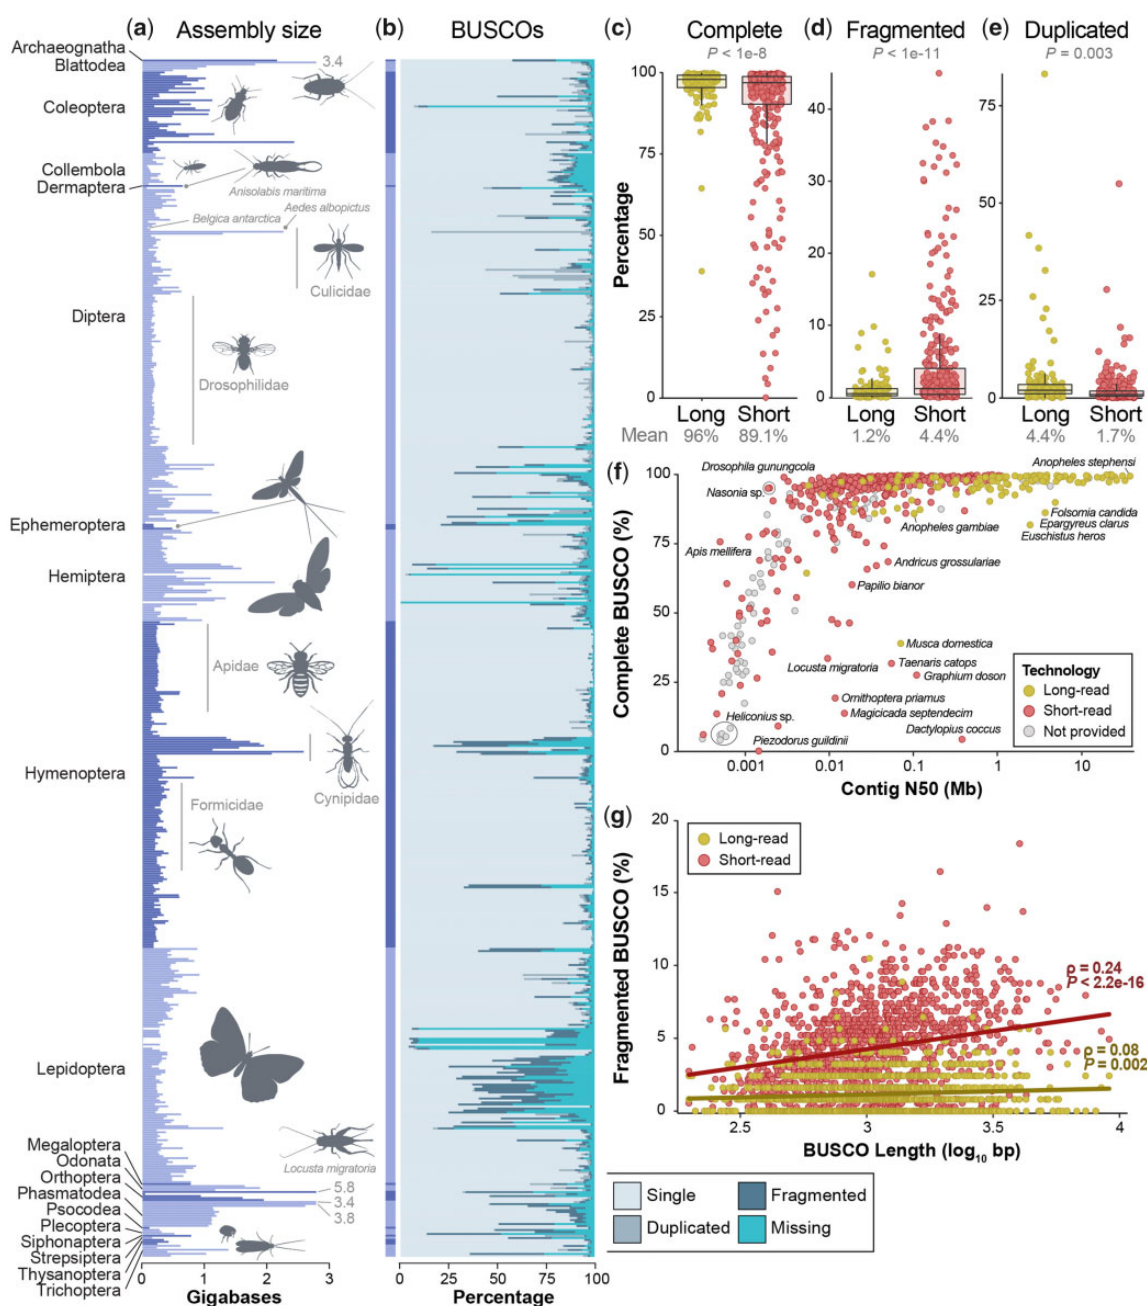 (a) Assembly size
Archaeognatha
Blattodea
Coleoptera
Collembola
Dermaptera
Diptera
Ephemeroptera
Hemiptera
Hymenoptera
Lepidoptera
Megaloptera
Odonata
Orthoptera
Phasmatodea
Psocodea
Plecoptera
Siphonaptera
Strepsiptera
Thysanoptera
Trichoptera
3.4
Anisolabis maritima
Belgica antarctica
Aedes albopictus
Culicidae
Drosophilidae
Apidae
Cynipidae
Formicidae
Locusta migratoria
5.8
3.4
3.8
0 1 2 3
Gigabases
(b) BUSCOs
0 25 50 75 100
Percentage
Single
Duplicated
Fragmented
Missing
(c) Complete
P < 1e-8
Percentage
100
75
50
25
0
Long Short
Mean 96% 89.1%
(d) Fragmented
P < 1e-11
40
30
20
10
0
Long Short
1.2% 4.4%
(e) Duplicated
P = 0.003
75
50
25
0
Long Short
4.4% 1.7%
(f)
Complete BUSCO (%)
100
75
50
25
0
Drosophila gunungcola
Anopheles stephensi
Nasonia sp.
Folsomia candida
Anopheles gambiae
Epargyreus clarus
Euschistus heros
Apis mellifera
Andricus grossulariae
Papilio bianor
Musca domestica
Locusta migratoria
Taenaris catops
Graphium doson
Ornithoptera priamus
Heliconius sp.
Magicicada septendecim
Dactylopius coccus
Piezodorus guildinii
Technology
Long-read
Short-read
Not provided
0.001 0.01 0.1 1 10
Contig N50 (Mb)
(g)
Fragmented BUSCO (%)
20
15
10
5
0
Long-read
Short-read
ρ = 0.24
P < 2.2e-16
ρ = 0.08
P = 0.002
2.5 3 3.5 4
BUSCO Length (log10 bp)